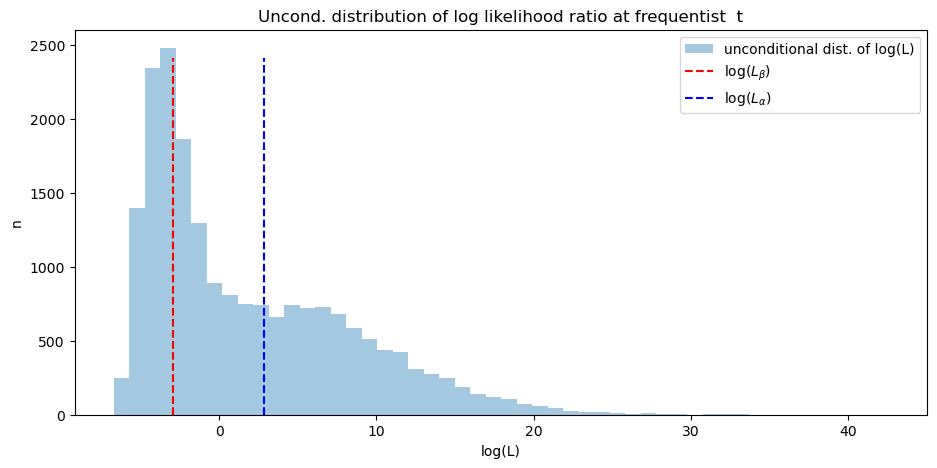 Uncond. distribution of log likelihood ratio at frequentist  t
unconditional dist. of log(L)
log(L_β)
log(L_α)
2500
2000
1500
1000
500
0
n
0 10 20 30 40
log(L)